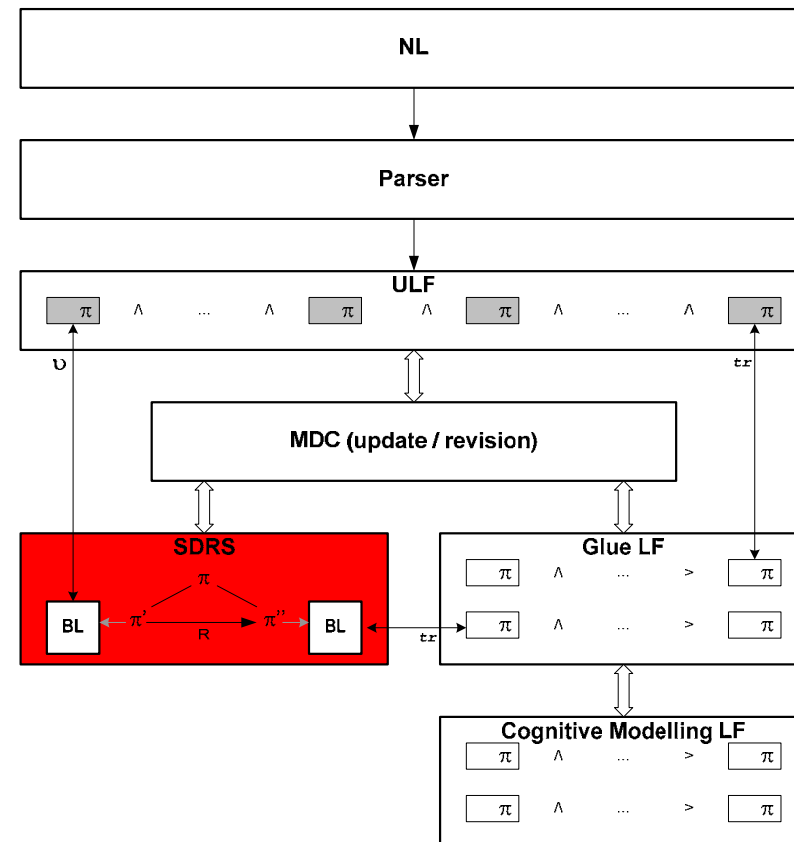 NL
Parser
ULF
π ∧ ... ∧ π ∧ π ∧ ... ∧ π
υ
tr
MDC (update / revision)
SDRS
π
BL π' R π'' BL
tr
Glue LF
π ∧ ... > π
π ∧ ... > π
Cognitive Modelling LF
π ∧ ... > π
π ∧ ... > π